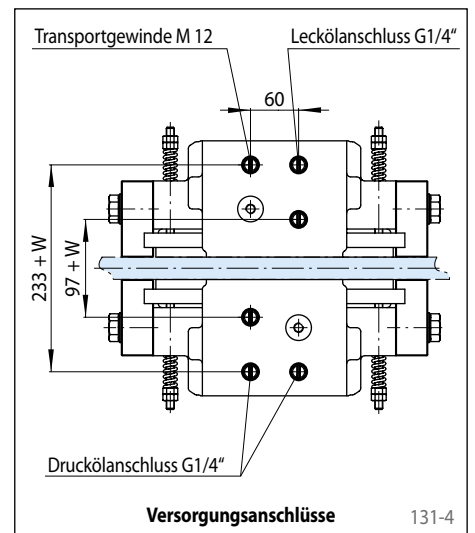 Transportgewinde M 12
Leckölanschluss G1/4“
60
233 + W
97 + W
Druckölanschluss G1/4“
Versorgungsanschlüsse
131-4